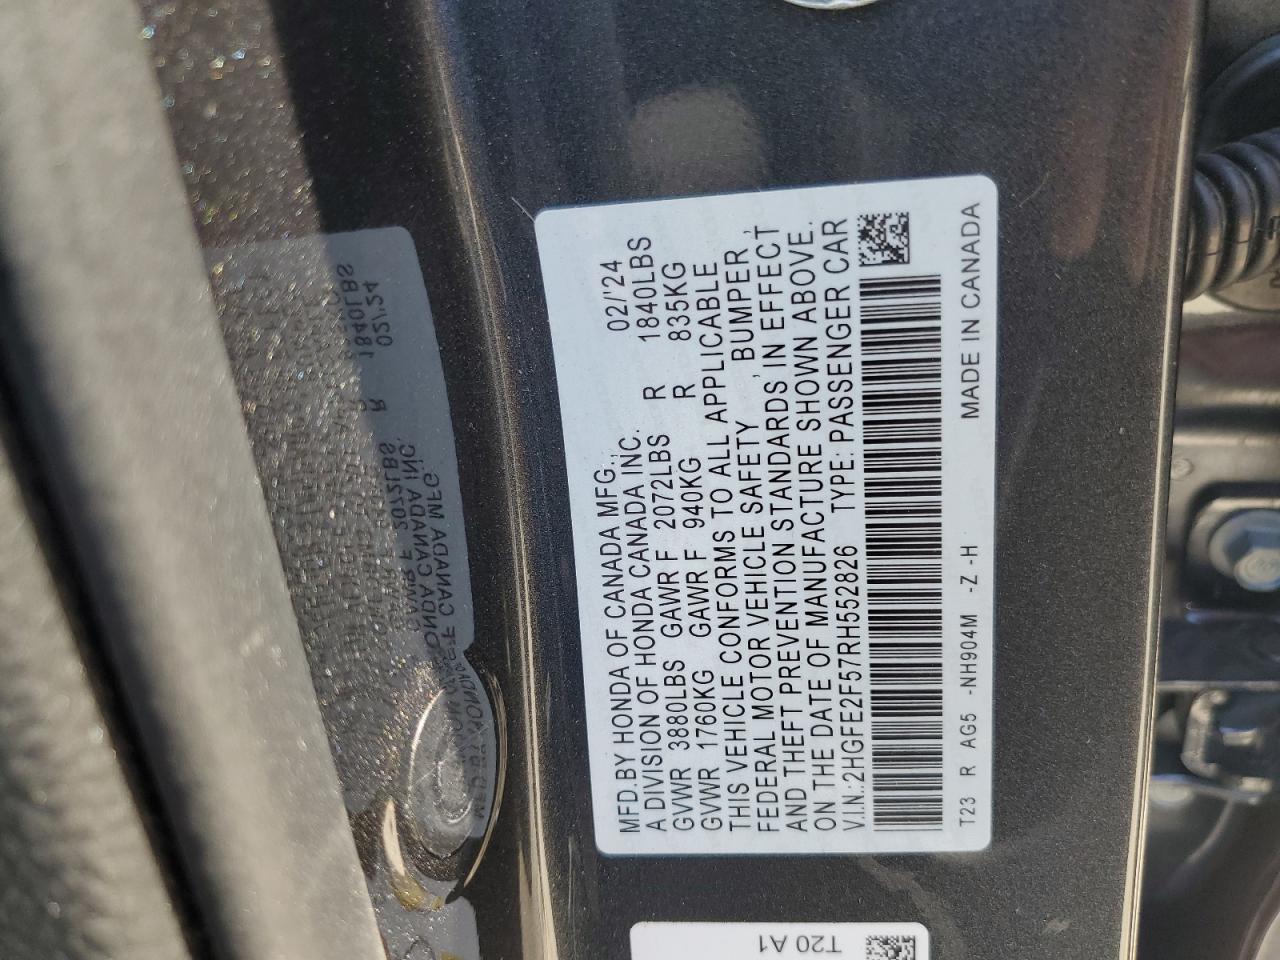 MFD.BY HONDA OF CANADA MFG., 02/'24
A DIVISION OF HONDA CANADA INC.
GVWR 3880LBS GAWR F 2072LBS R 1840LBS
GVWR 1760KG GAWR F 940KG R 835KG
THIS VEHICLE CONFORMS TO ALL APPLICABLE
FEDERAL MOTOR VEHICLE SAFETY , BUMPER ,
AND THEFT PREVENTION STANDARDS IN EFFECT
ON THE DATE OF MANUFACTURE SHOWN ABOVE.
V.I.N.:2HGFE2F57RH552826 TYPE: PASSENGER CAR
T23 R AG5 -NH904M -Z -H MADE IN CANADA
T20 A1